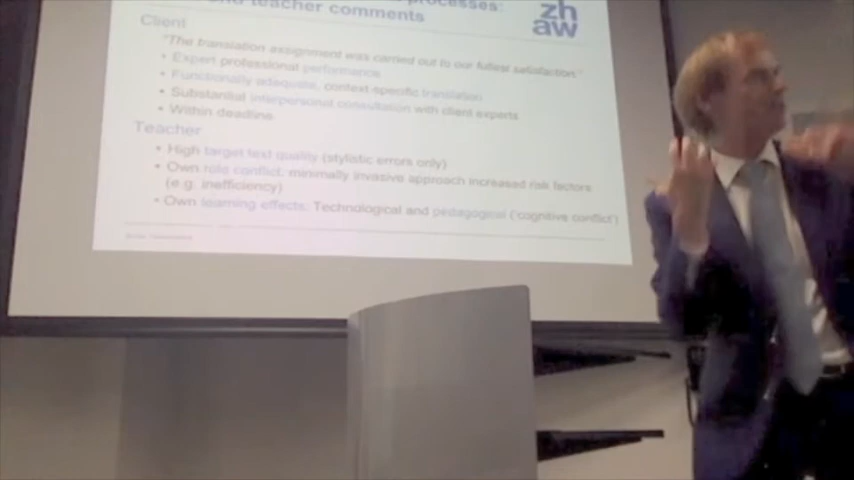 processes:
and teacher comments
zh
aw
Client
"The translation assignment was carried out to our fullest satisfaction."
• Expert professional performance
• Functionally adequate, context-specific translation
• Substantial interpersonal consultation with client experts
• Within deadline
Teacher
• High target text quality (stylistic errors only)
• Own role conflict: minimally invasive approach increased risk factors
(e.g. inefficiency)
• Own learning effects: Technological and pedagogical ('cognitive conflict')